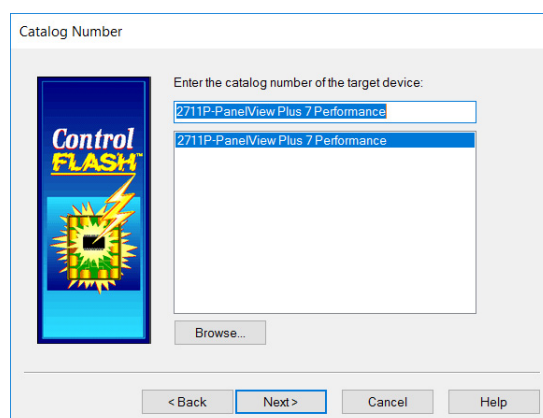 Catalog Number
Enter the catalog number of the target device:
2711P-PanelView Plus 7 Performance
2711P-PanelView Plus 7 Performance
Control
FLASH™
Browse...
< Back
Next >
Cancel
Help